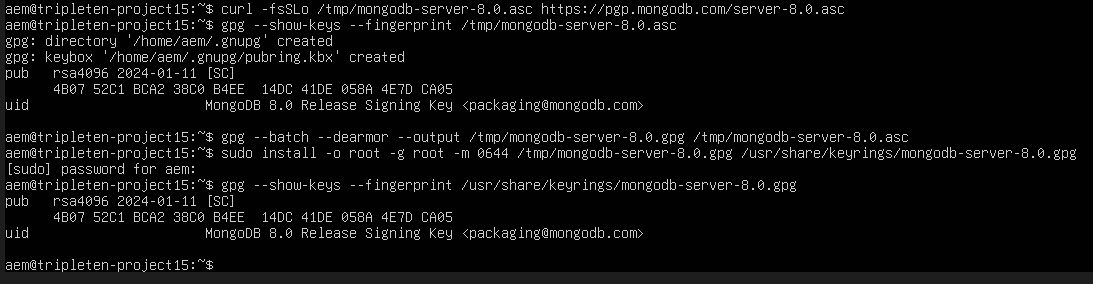 aem@tripleten-project15:~$ curl -fsSLo /tmp/mongodb-server-8.0.asc https://pgp.mongodb.com/server-8.0.asc
aem@tripleten-project15:~$ gpg --show-keys --fingerprint /tmp/mongodb-server-8.0.asc
gpg: directory '/home/aem/.gnupg' created
gpg: keybox '/home/aem/.gnupg/pubring.kbx' created
pub   rsa4096 2024-01-11 [SC]
      4B07 52C1 BCA2 38C0 B4EE  14DC 41DE 058A 4E7D CA05
uid                      MongoDB 8.0 Release Signing Key <packaging@mongodb.com>
aem@tripleten-project15:~$ gpg --batch --dearmor --output /tmp/mongodb-server-8.0.gpg /tmp/mongodb-server-8.0.asc
aem@tripleten-project15:~$ sudo install -o root -g root -m 0644 /tmp/mongodb-server-8.0.gpg /usr/share/keyrings/mongodb-server-8.0.gpg
[sudo] password for aem:
aem@tripleten-project15:~$ gpg --show-keys --fingerprint /usr/share/keyrings/mongodb-server-8.0.gpg
pub   rsa4096 2024-01-11 [SC]
      4B07 52C1 BCA2 38C0 B4EE  14DC 41DE 058A 4E7D CA05
uid                      MongoDB 8.0 Release Signing Key <packaging@mongodb.com>
aem@tripleten-project15:~$